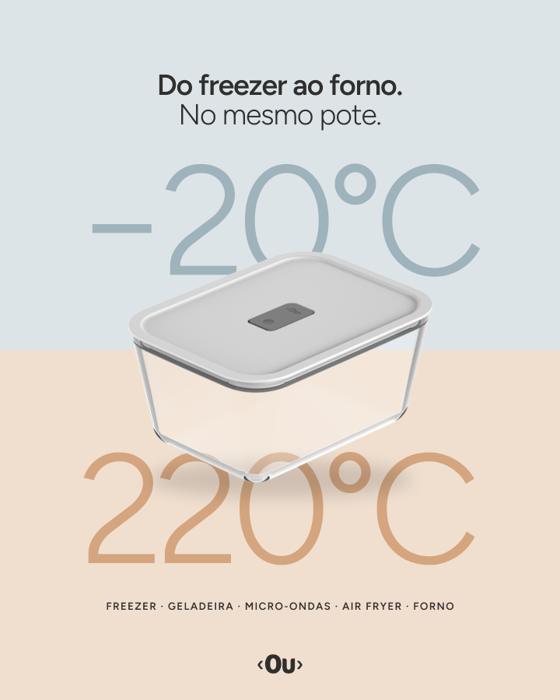 Do freezer ao forno.
No mesmo pote.
–20°C
220°C
FREEZER · GELADEIRA · MICRO-ONDAS · AIR FRYER · FORNO
‹Ou›